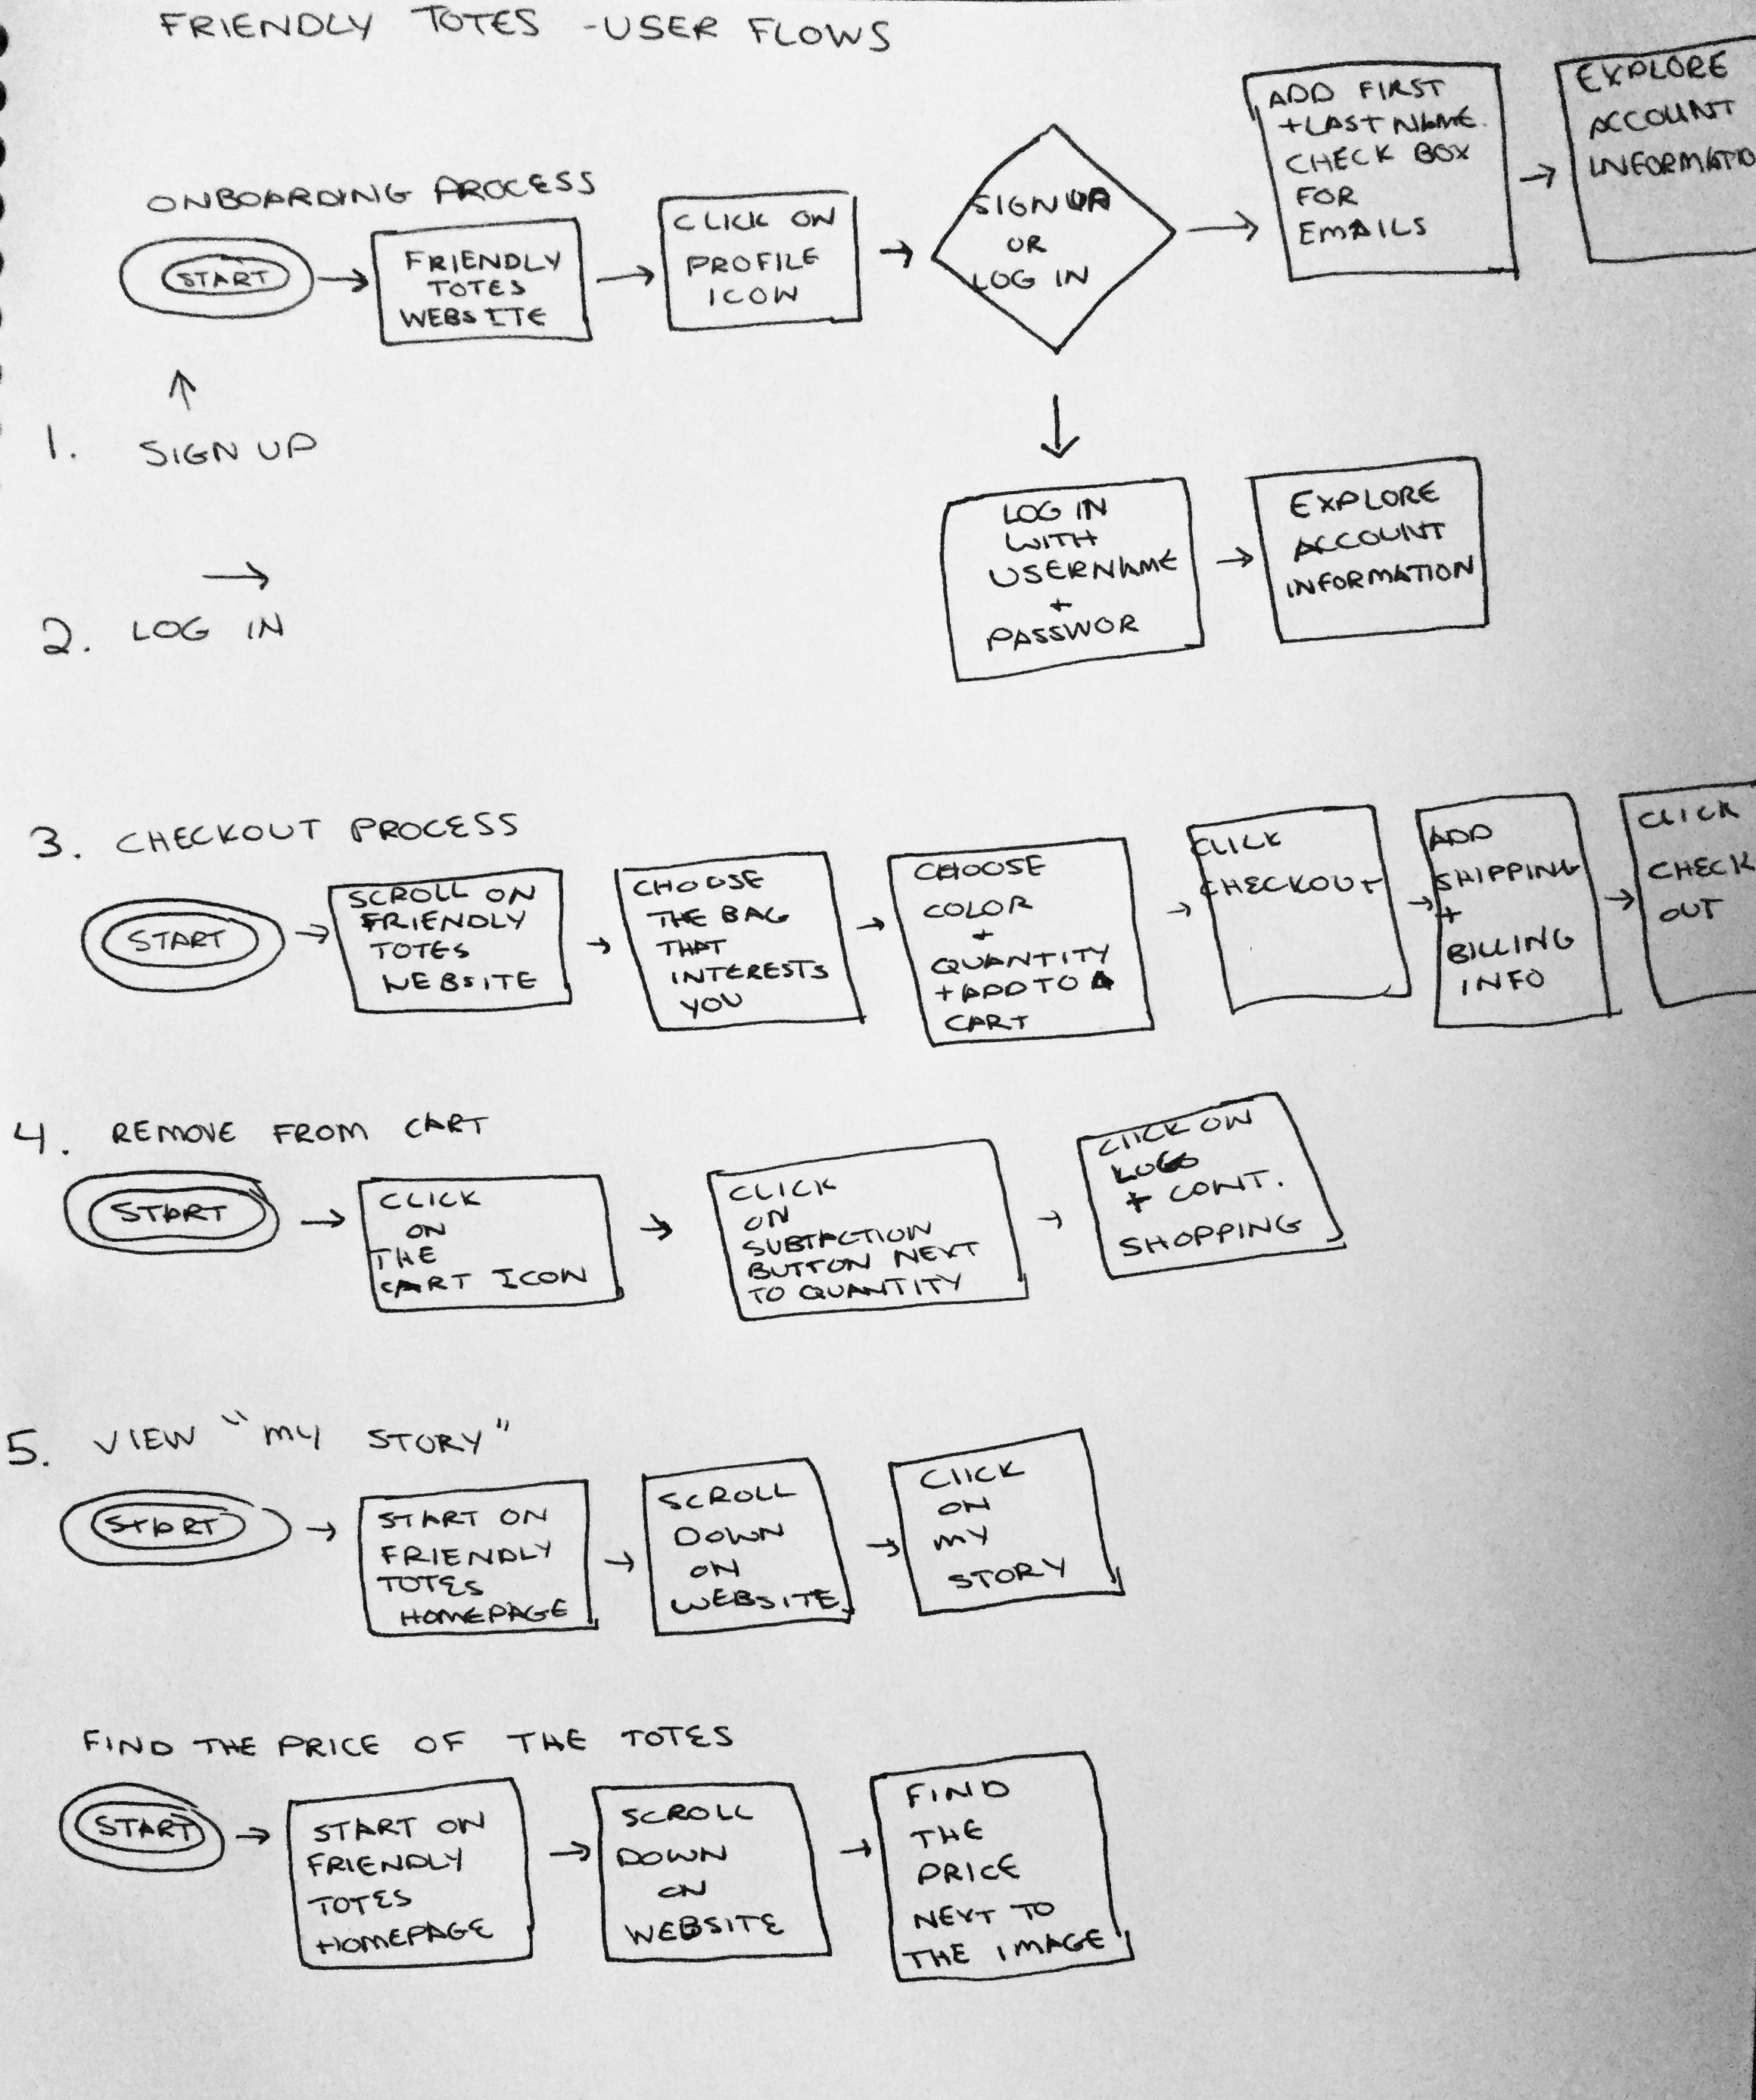 FRIENDLY TOTES - USER FLOWS
ONBOARDING PROCESS
START
FRIENDLY
TOTES
WEBSITE
CLICK ON
PROFILE
ICON
SIGN UP
OR
LOG IN
ADD FIRST
+ LAST NAME.
CHECK BOX
FOR
EMAILS
EXPLORE
ACCOUNT
INFORMATIO
1. SIGN UP
LOG IN
WITH
USERNAME
+
PASSWOR
EXPLORE
ACCOUNT
INFORMATION
2. LOG IN
3. CHECKOUT PROCESS
START
SCROLL ON
FRIENDLY
TOTES
WEBSITE
CHOOSE
THE BAG
THAT
INTERESTS
YOU
CHOOSE
COLOR
+
QUANTITY
+ ADD TO A
CART
CLICK
CHECKOUT
ADD
SHIPPING
+
BILLING
INFO
CLICK
CHECK
OUT
4. REMOVE FROM CART
START
CLICK
ON
THE
CART ICON
CLICK
ON
SUBTACTION
BUTTON NEXT
TO QUANTITY
CLICK ON
LOGO
+ CONT.
SHOPPING
5. VIEW "MY STORY"
START
START ON
FRIENDLY
TOTES
HOMEPAGE
SCROLL
DOWN
ON
WEBSITE.
CLICK
ON
MY
STORY
FIND THE PRICE OF THE TOTES
START
START ON
FRIENDLY
TOTES
HOMEPAGE
SCROLL
DOWN
ON
WEBSITE
FIND
THE
PRICE
NEXT TO
THE IMAGE